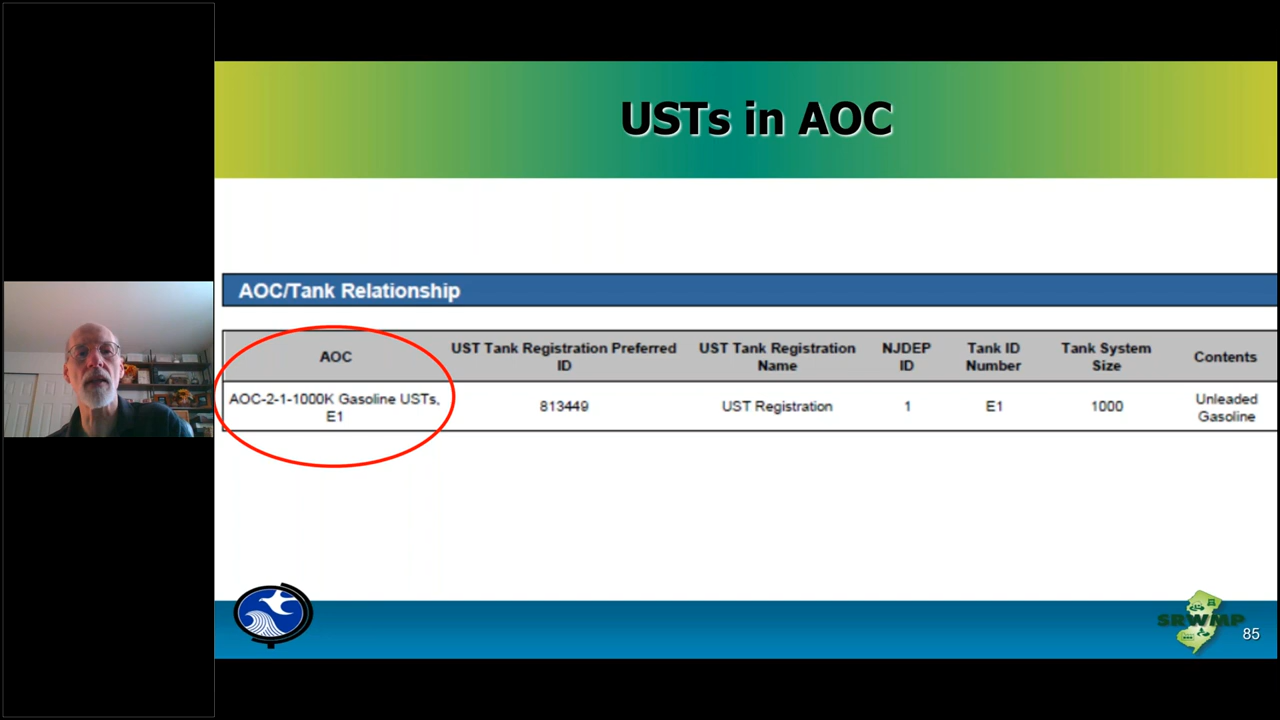 USTs in AOC
AOC/Tank Relationship
AOC
UST Tank Registration Preferred
ID
UST Tank Registration
Name
NJDEP
ID
Tank ID
Number
Tank System
Size
Contents
AOC-2-1-1000K Gasoline USTs,
E1
813449
UST Registration
1
E1
1000
Unleaded
Gasoline
SRWMP
85